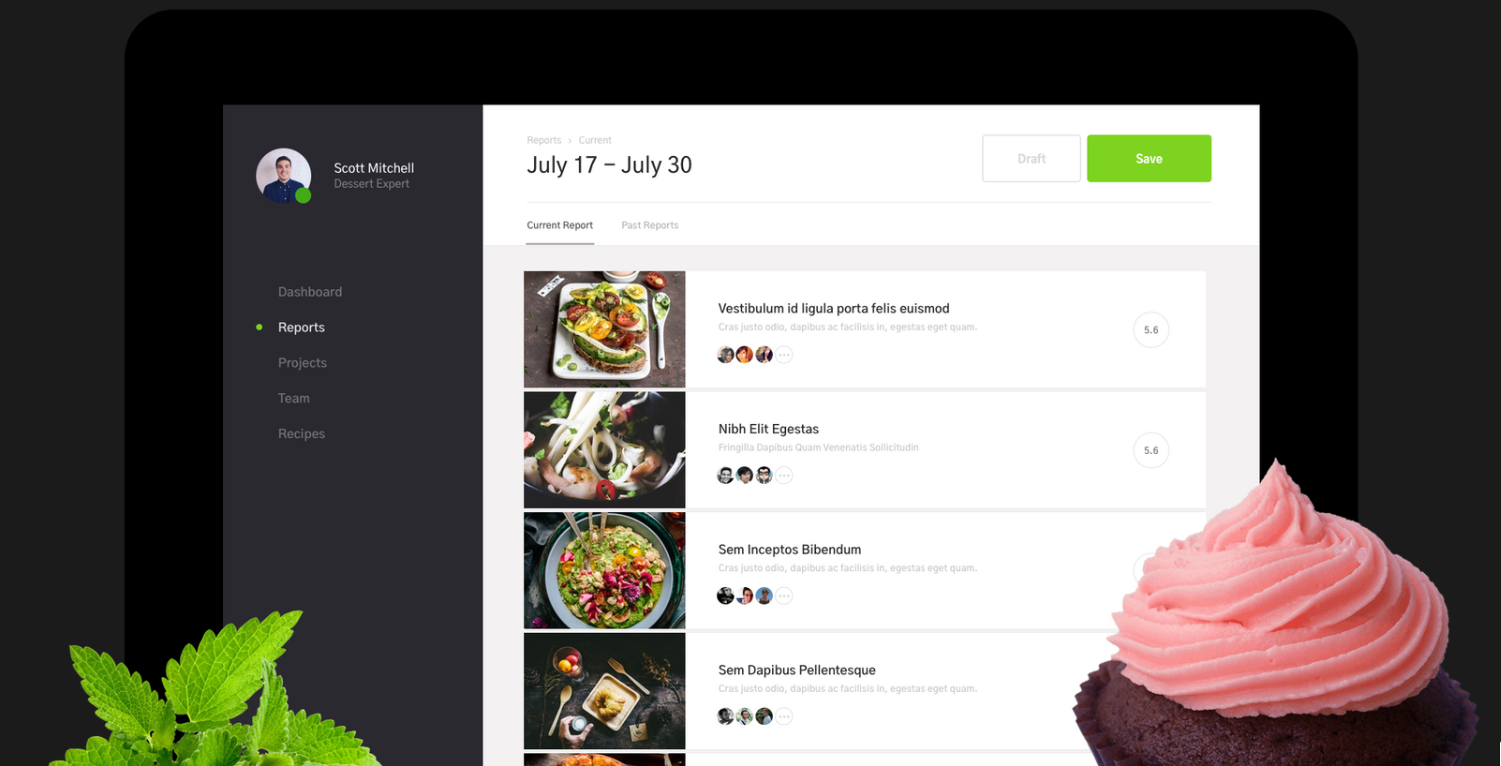 Scott Mitchell
Dessert Expert
Dashboard
Reports
Projects
Team
Recipes
Reports › Current
July 17 – July 30
Draft
Save
Current Report
Past Reports
Vestibulum id ligula porta felis euismod
Cras justo odio, dapibus ac facilisis in, egestas eget quam.
5.6
Nibh Elit Egestas
Fringilla Dapibus Quam Venenatis Sollicitudin
5.6
Sem Inceptos Bibendum
Cras justo odio, dapibus ac facilisis in, egestas eget quam.
Sem Dapibus Pellentesque
Cras justo odio, dapibus ac facilisis in, egestas eget quam.